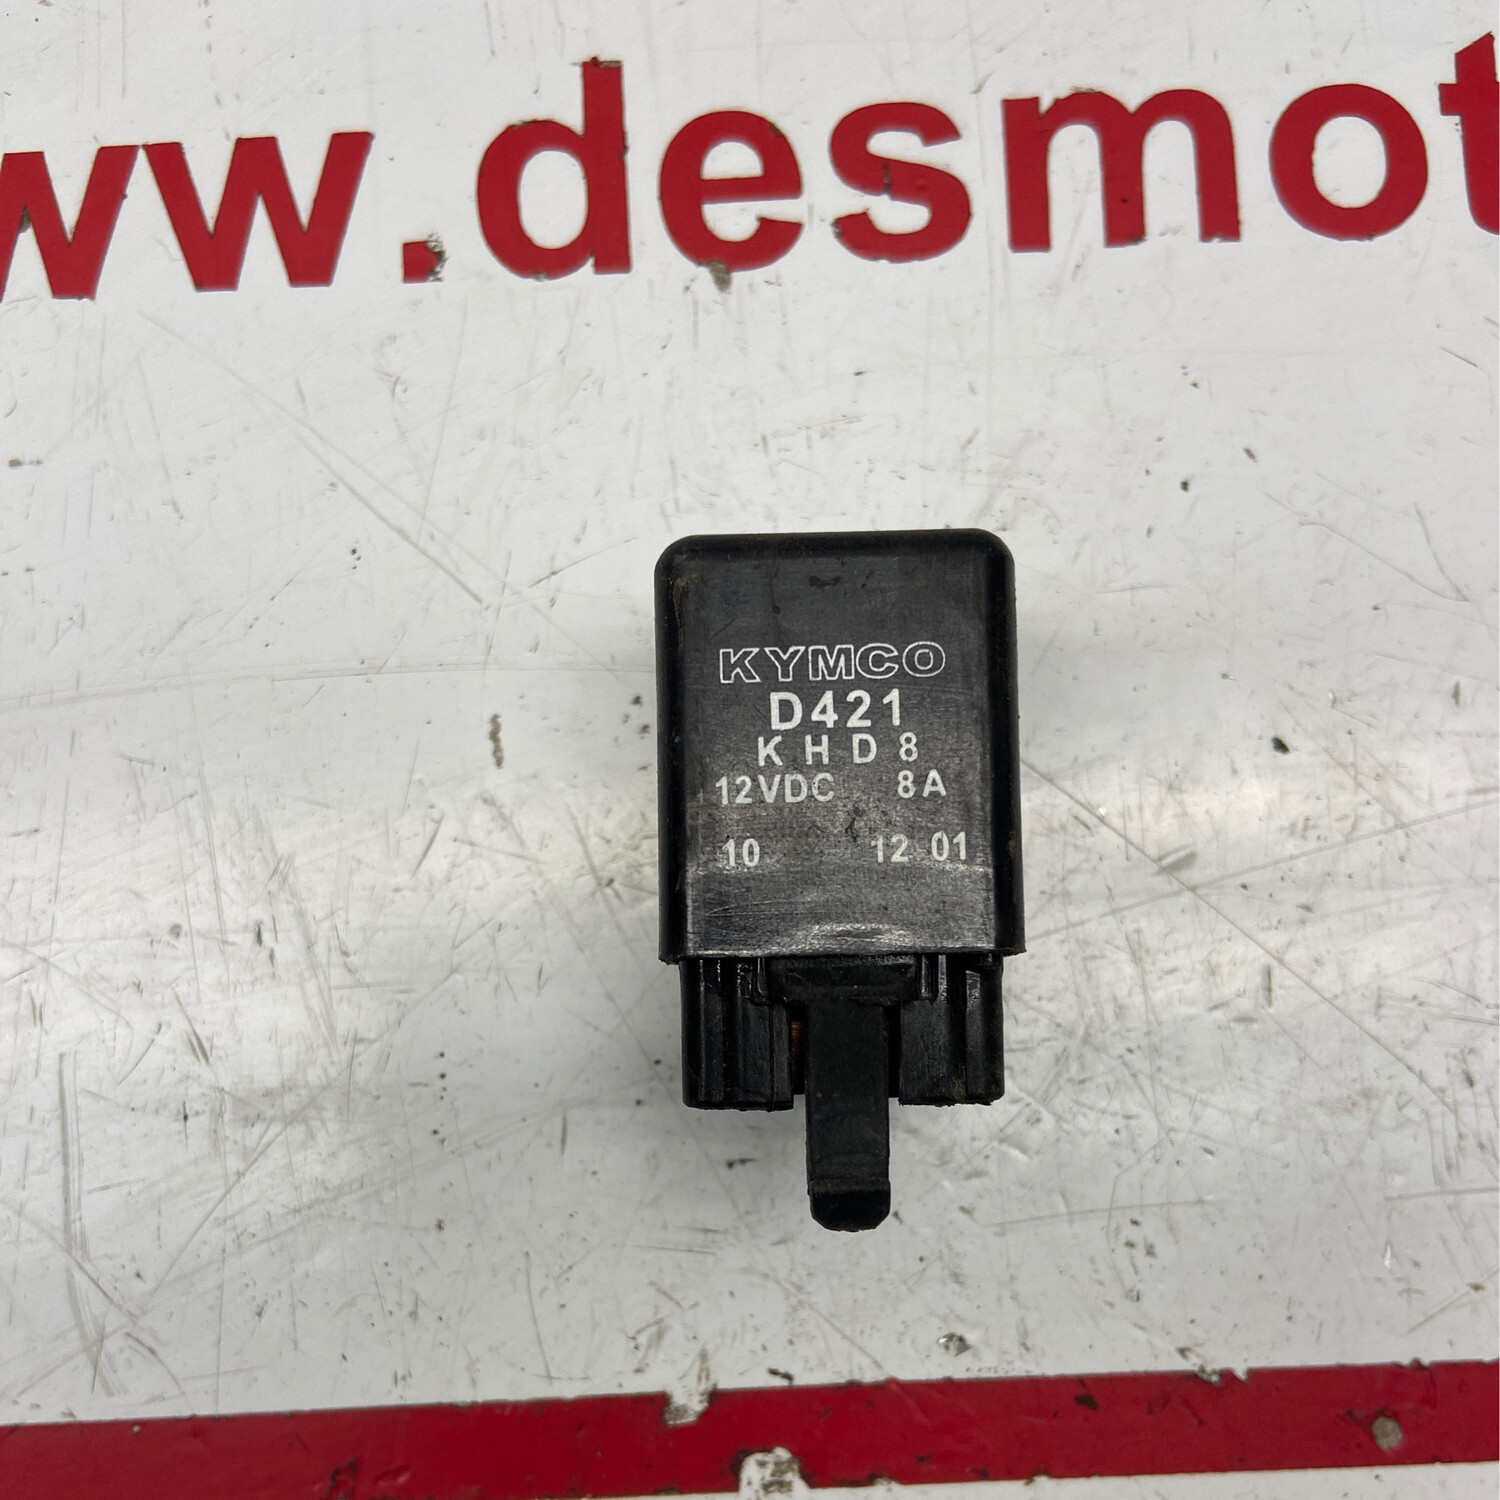 ww.desmot
KYMCO
D421
K H D 8
12VDC 8A
10 12 01